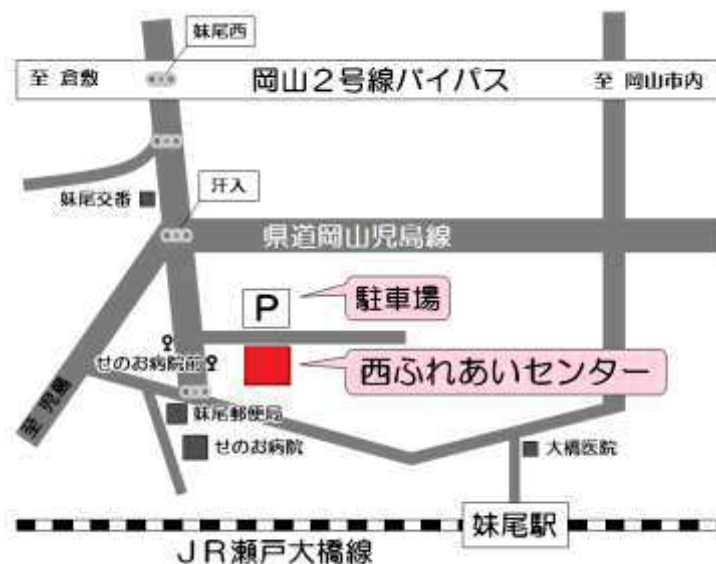 妹尾西
至 倉敷
岡山2号線バイパス
至 岡山市内
妹尾交番
汗入
県道岡山児島線
P
駐車場
せのお病院前
西ふれあいセンター
至 児島
妹尾郵便局
せのお病院
大橋医院
妹尾駅
JR瀬戸大橋線